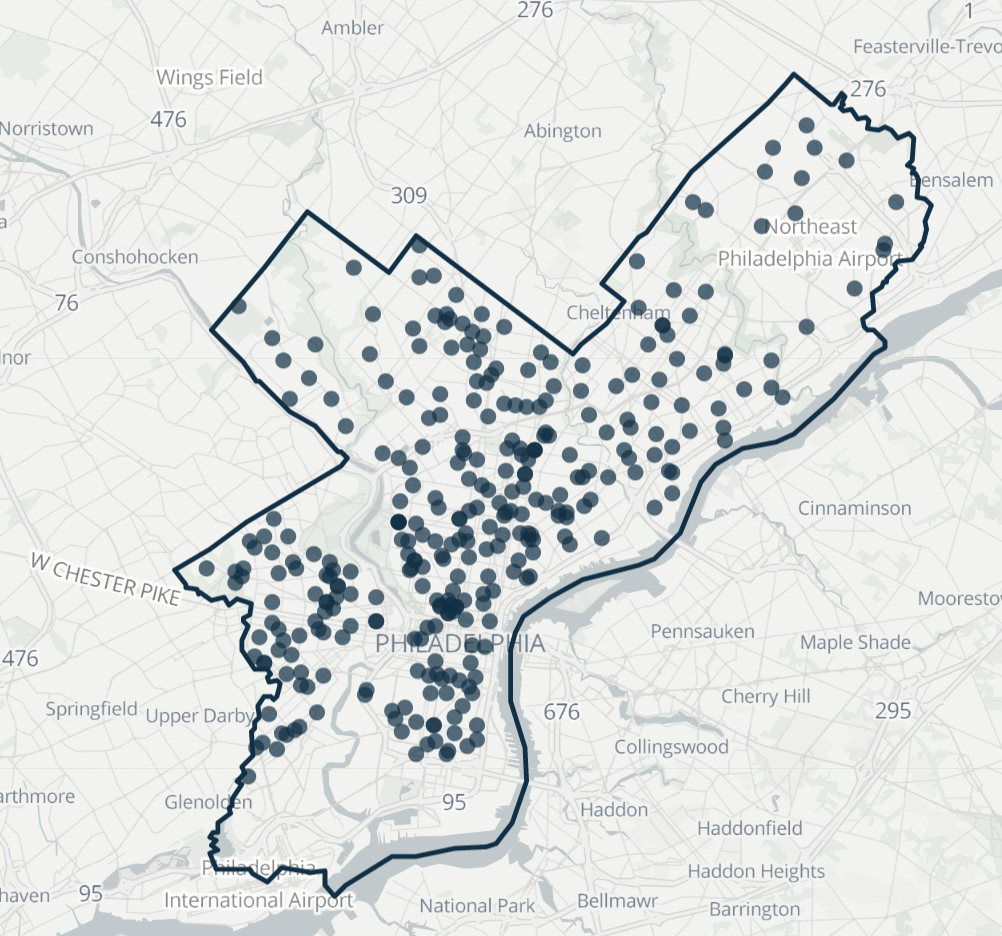 276
1
Ambler
Feasterville-Trevo
Wings Field
276
476
Norristown
Abington
Bensalem
309
Northeast
Philadelphia Airport
Conshohocken
76
Cheltenham
nor
Cinnaminson
W CHESTER PIKE
Mooresto
PHILADELPHIA
Pennsauken
Maple Shade
476
Cherry Hill
Springfield
Upper Darby
676
295
Collingswood
arthmore
Glenolden
95
Haddon
Haddonfield
Philadelphia
International Airport
Haddon Heights
haven
95
National Park
Bellmawr
Barrington